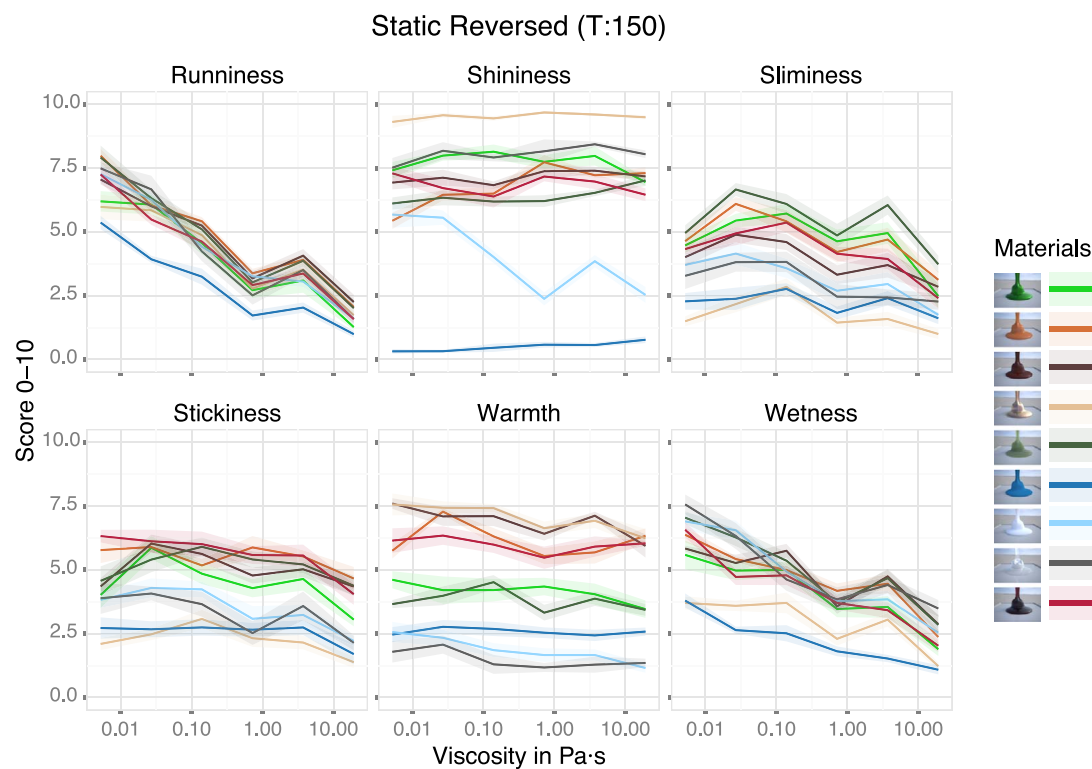 Static Reversed (T:150)
Runniness Shininess Sliminess
10.0
7.5
5.0
2.5
0.0
Materials
Score 0–10
Stickiness Warmth Wetness
10.0
7.5
5.0
2.5
0.0
0.01 0.10 1.00 10.00 0.01 0.10 1.00 10.00 0.01 0.10 1.00 10.00
Viscosity in Pa·s